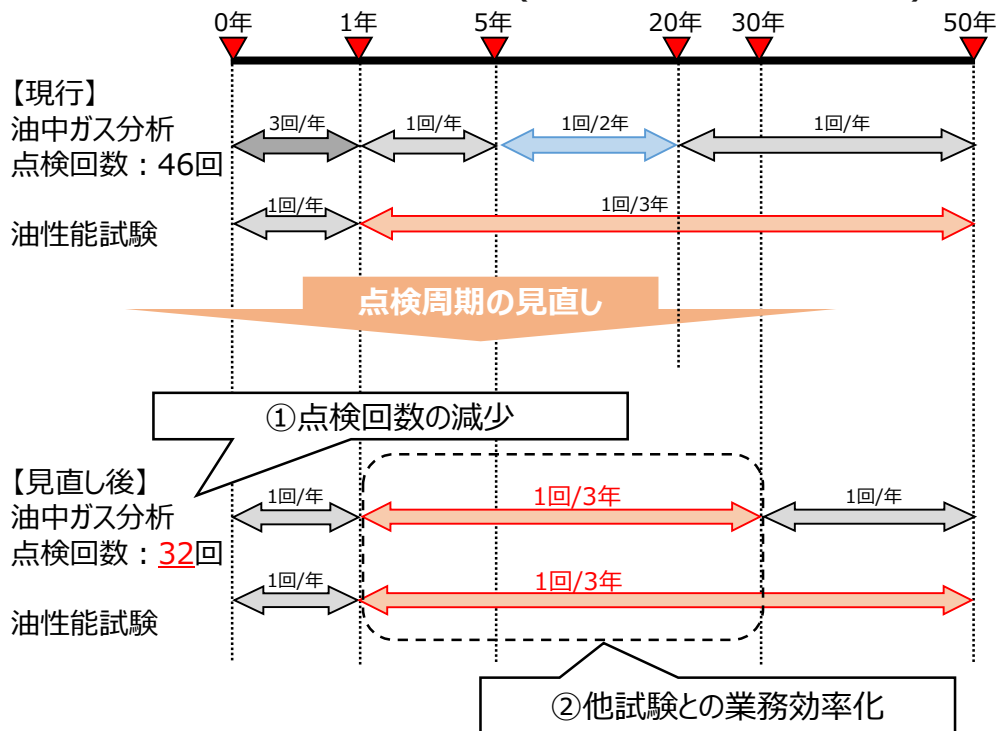 0年 1年 5年 20年 30年 50年
【現行】
油中ガス分析
点検回数：46回
3回/年 1回/年 1回/2年 1回/年
油性能試験
1回/年 1回/3年
点検周期の見直し
①点検回数の減少
【見直し後】
油中ガス分析
点検回数：32回
1回/年 1回/3年 1回/年
油性能試験
1回/年 1回/3年
②他試験との業務効率化